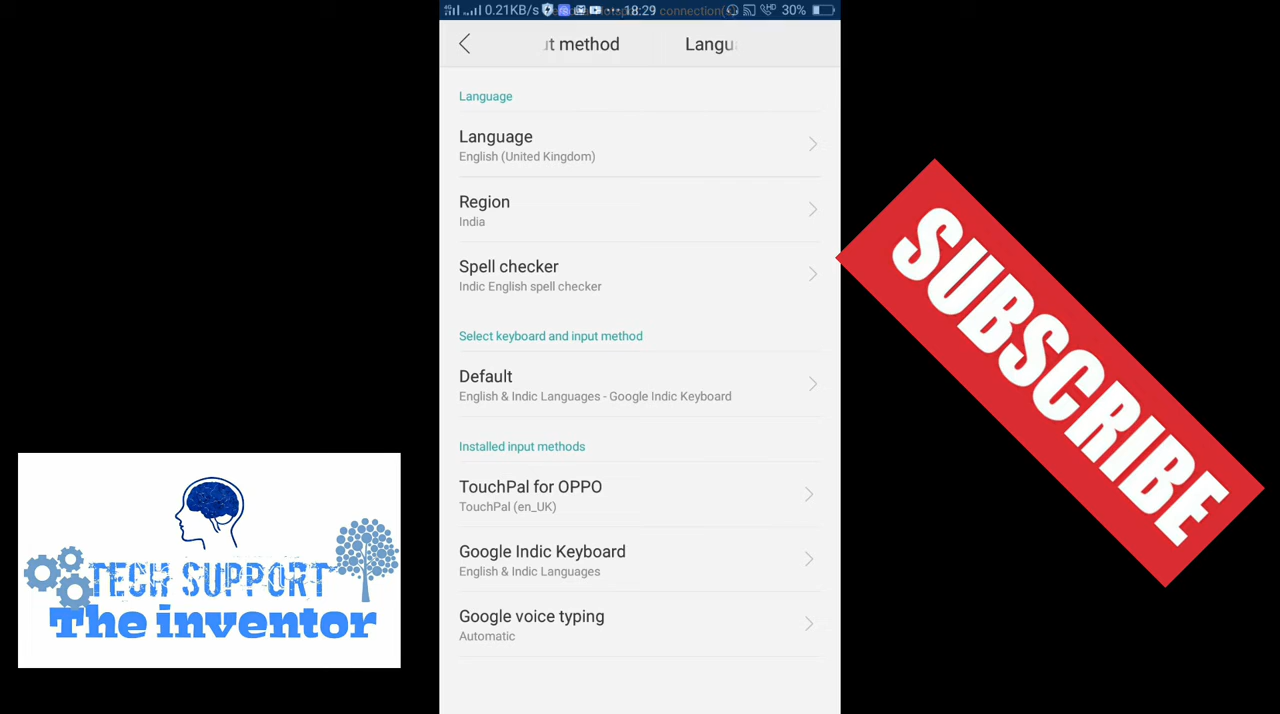 0.21KB/s 18:29 connection(s) 30%
ut method Langu
Language
Language
English (United Kingdom)
Region
India
Spell checker
Indic English spell checker
Select keyboard and input method
Default
English & Indic Languages - Google Indic Keyboard
Installed input methods
TouchPal for OPPO
TouchPal (en_UK)
Google Indic Keyboard
English & Indic Languages
Google voice typing
Automatic
TECH SUPPORT
The inventor
SUBSCRIBE